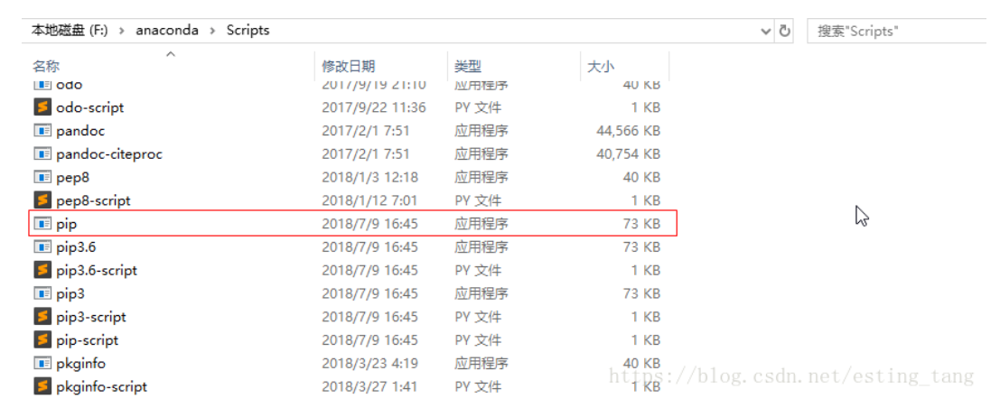 本地磁盘 (F:) > anaconda > Scripts 搜索"Scripts"
名称 修改日期 类型 大小
odo 2017/9/19 21:10 应用程序 40 KB
odo-script 2017/9/22 11:36 PY 文件 1 KB
pandoc 2017/2/1 7:51 应用程序 44,566 KB
pandoc-citeproc 2017/2/1 7:51 应用程序 40,754 KB
pep8 2018/1/3 12:18 应用程序 40 KB
pep8-script 2018/1/12 7:01 PY 文件 1 KB
pip 2018/7/9 16:45 应用程序 73 KB
pip3.6 2018/7/9 16:45 应用程序 73 KB
pip3.6-script 2018/7/9 16:45 PY 文件 1 KB
pip3 2018/7/9 16:45 应用程序 73 KB
pip3-script 2018/7/9 16:45 PY 文件 1 KB
pip-script 2018/7/9 16:45 PY 文件 1 KB
pkginfo 2018/3/23 4:19 应用程序 40 KB
https://blog.csdn.net/esting_tang
pkginfo-script 2018/3/27 1:41 PY 文件 1 KB